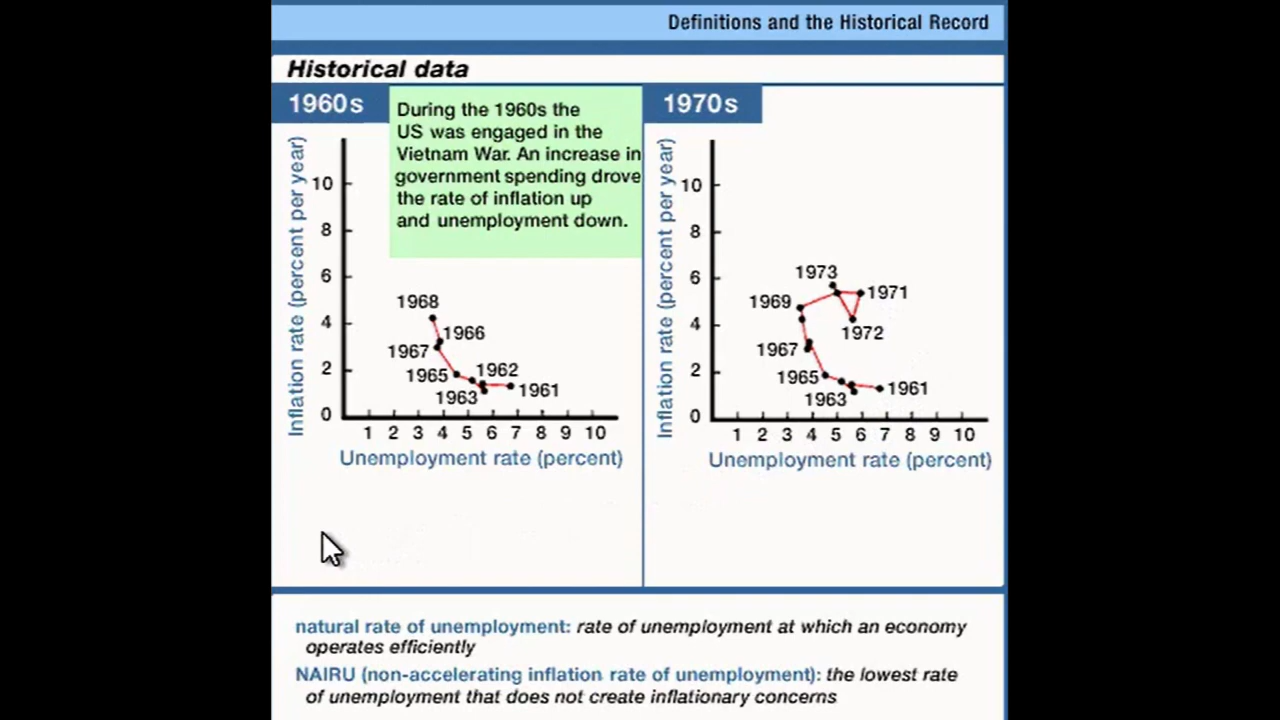 Definitions and the Historical Record
Historical data
1960s
During the 1960s the
US was engaged in the
Vietnam War. An increase in
government spending drove
the rate of inflation up
and unemployment down.
Inflation rate (percent per year)
10
8
6
4
2
0
1968
1966
1967
1965
1962
1963
1961
1 2 3 4 5 6 7 8 9 10
Unemployment rate (percent)
1970s
Inflation rate (percent per year)
10
8
6
4
2
0
1973
1971
1969
1972
1967
1965
1961
1963
1 2 3 4 5 6 7 8 9 10
Unemployment rate (percent)
natural rate of unemployment: rate of unemployment at which an economy
operates efficiently
NAIRU (non-accelerating inflation rate of unemployment): the lowest rate
of unemployment that does not create inflationary concerns